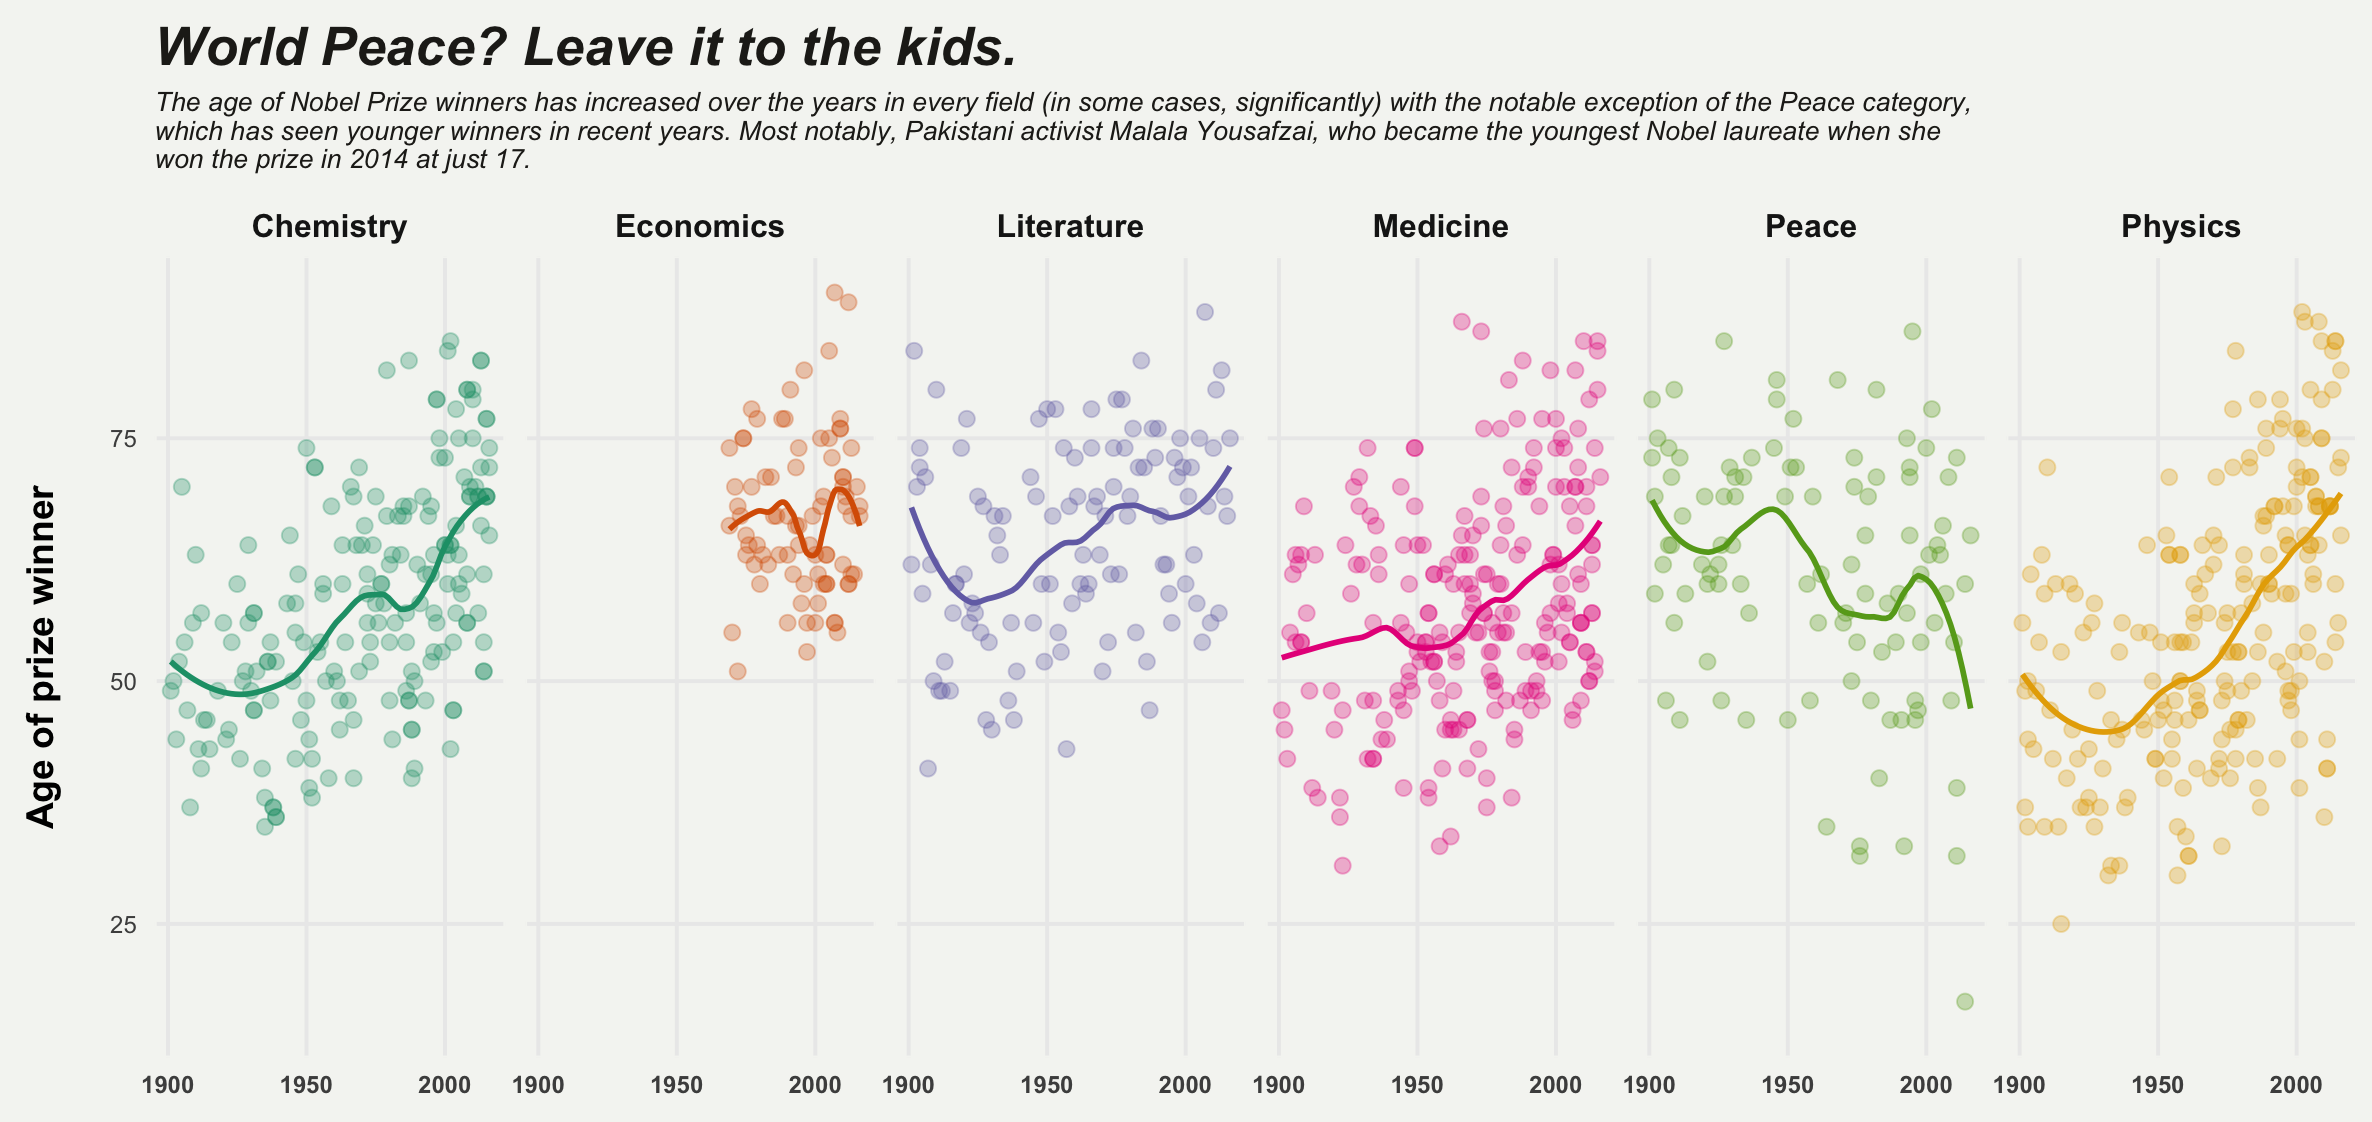 World Peace? Leave it to the kids.
The age of Nobel Prize winners has increased over the years in every field (in some cases, significantly) with the notable exception of the Peace category,
which has seen younger winners in recent years. Most notably, Pakistani activist Malala Yousafzai, who became the youngest Nobel laureate when she
won the prize in 2014 at just 17.
Chemistry Economics Literature Medicine Peace Physics
Age of prize winner
75
50
25
1900 1950 2000 1900 1950 2000 1900 1950 2000 1900 1950 2000 1900 1950 2000 1900 1950 2000